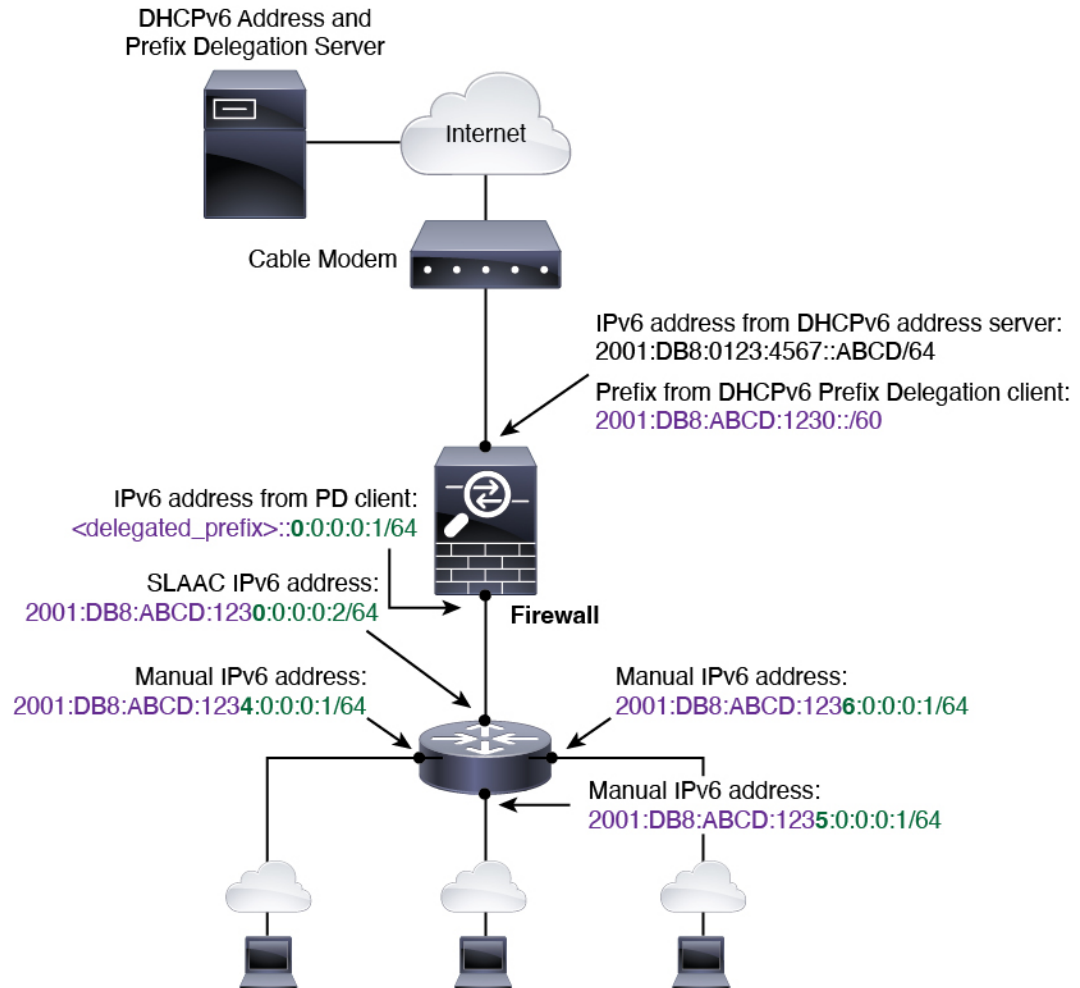 DHCPv6 Address and
Prefix Delegation Server
Internet
Cable Modem
IPv6 address from DHCPv6 address server:
2001:DB8:0123:4567::ABCD/64
Prefix from DHCPv6 Prefix Delegation client:
2001:DB8:ABCD:1230::/60
IPv6 address from PD client:
<delegated_prefix>::0:0:0:0:1/64
SLAAC IPv6 address:
2001:DB8:ABCD:1230:0:0:0:2/64
Firewall
Manual IPv6 address:
2001:DB8:ABCD:1234:0:0:0:1/64
Manual IPv6 address:
2001:DB8:ABCD:1236:0:0:0:1/64
Manual IPv6 address:
2001:DB8:ABCD:1235:0:0:0:1/64